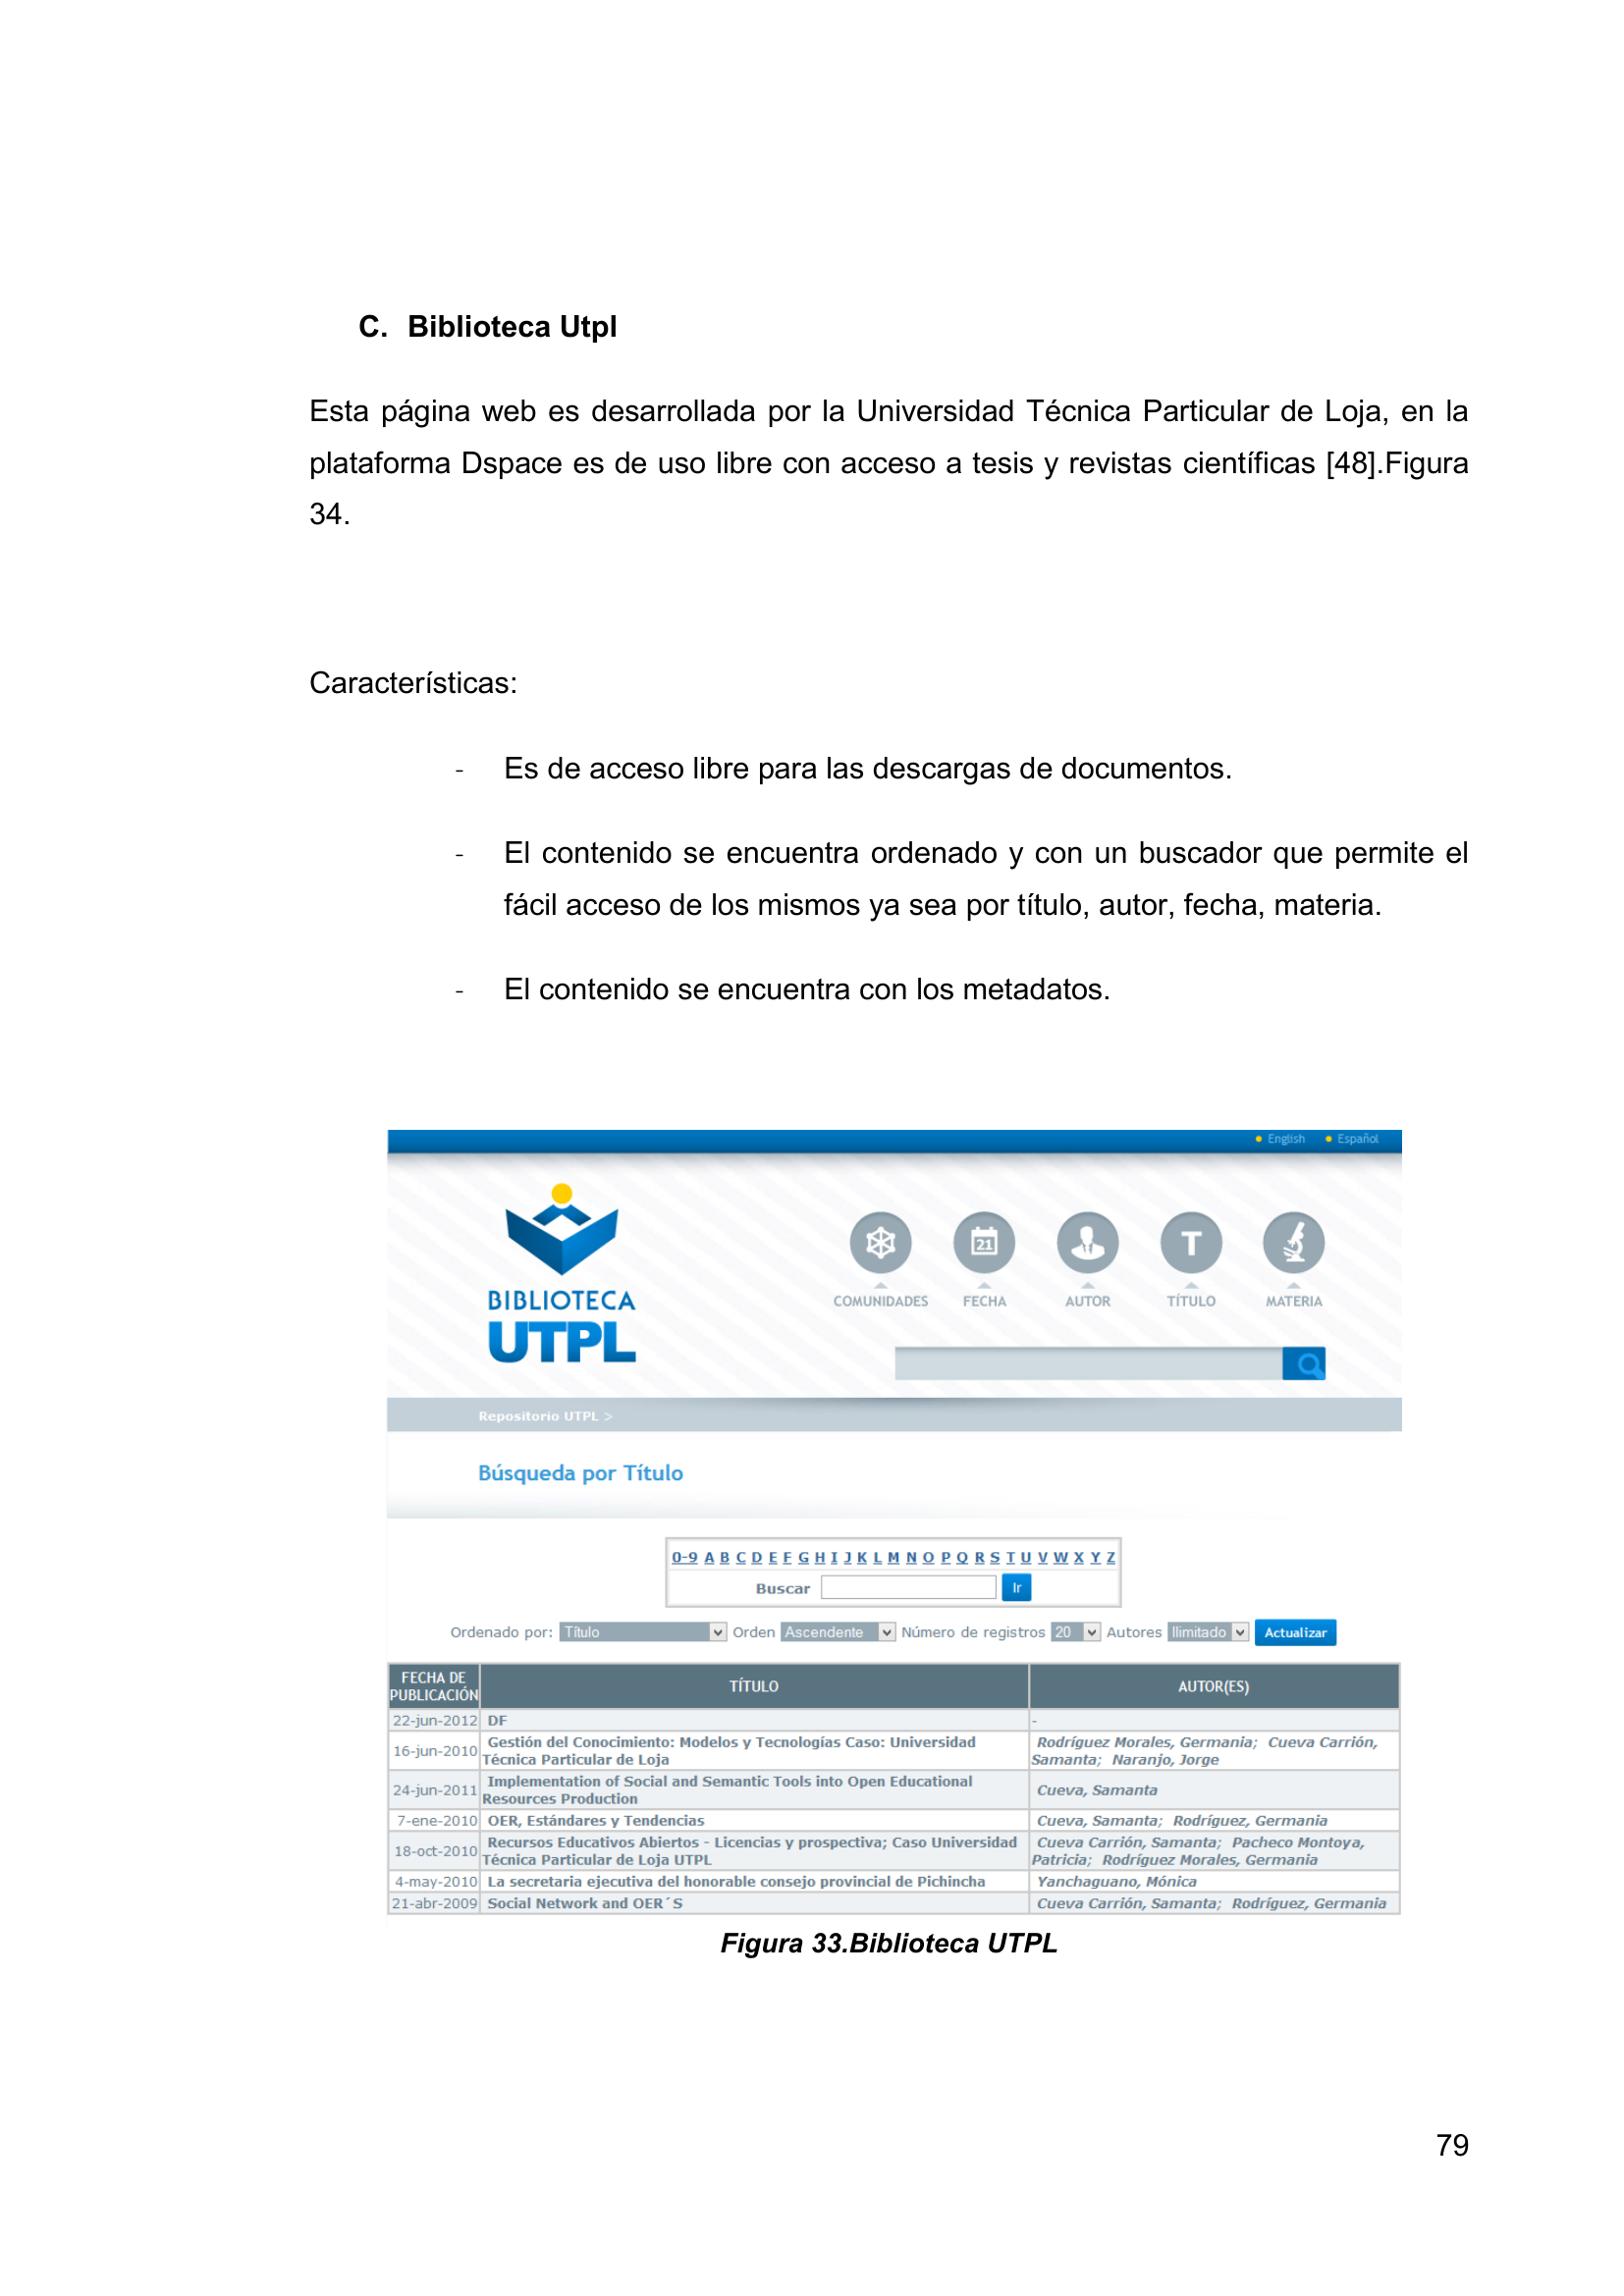 C. Biblioteca Utpl
Esta página web es desarrollada por la Universidad Técnica Particular de Loja, en la
plataforma Dspace es de uso libre con acceso a tesis y revistas científicas [48].Figura
34.
Características:
- Es de acceso libre para las descargas de documentos.
- El contenido se encuentra ordenado y con un buscador que permite el
fácil acceso de los mismos ya sea por título, autor, fecha, materia.
- El contenido se encuentra con los metadatos.
English Español
21 T
BIBLIOTECA
UTPL
COMUNIDADES FECHA AUTOR TÍTULO MATERIA
Repositorio UTPL >
Búsqueda por Título
0-9 A B C D E F G H I J K L M N O P Q R S T U V W X Y Z
Buscar Ir
Ordenado por: Título Orden Ascendente Número de registros 20 Autores Ilimitado Actualizar
FECHA DE
PUBLICACIÓN TÍTULO AUTOR(ES)
22-jun-2012 DF -
16-jun-2010 Gestión del Conocimiento: Modelos y Tecnologías Caso: Universidad
Técnica Particular de Loja Rodríguez Morales, Germania; Cueva Carrión,
Samanta; Naranjo, Jorge
24-jun-2011 Implementation of Social and Semantic Tools into Open Educational
Resources Production Cueva, Samanta
7-ene-2010 OER, Estándares y Tendencias Cueva, Samanta; Rodríguez, Germania
18-oct-2010 Recursos Educativos Abiertos - Licencias y prospectiva; Caso Universidad
Técnica Particular de Loja UTPL Cueva Carrión, Samanta; Pacheco Montoya,
Patricia; Rodríguez Morales, Germania
4-may-2010 La secretaria ejecutiva del honorable consejo provincial de Pichincha Yanchaguano, Mónica
21-abr-2009 Social Network and OER´S Cueva Carrión, Samanta; Rodríguez, Germania
Figura 33.Biblioteca UTPL
79